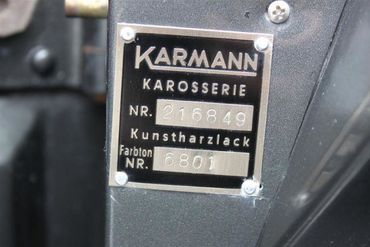 KARMANN
KAROSSERIE
NR. 216849
Kunstharzlack
Farbton
NR. 6801